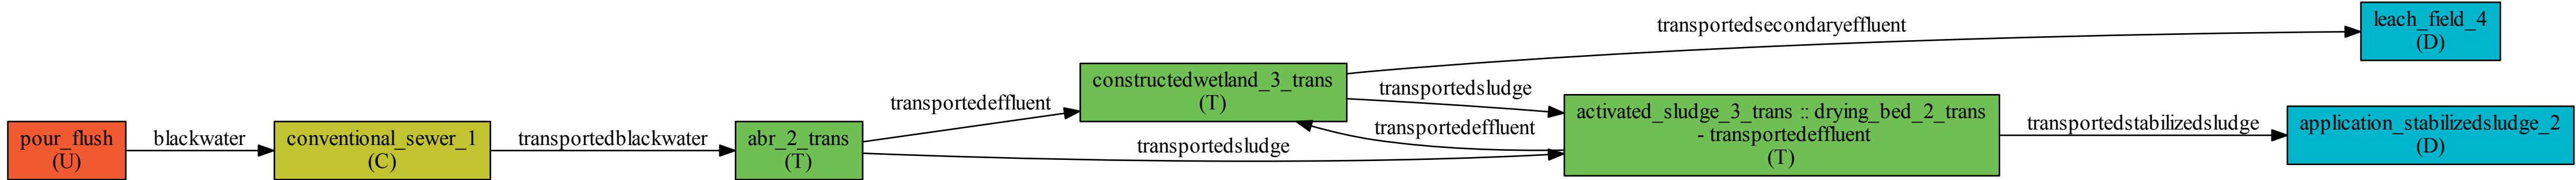 pour_flush
(U)
blackwater
conventional_sewer_1
(C)
transportedblackwater
abr_2_trans
(T)
transportedeffluent
transportedsludge
constructedwetland_3_trans
(T)
transportedsecondaryeffluent
transportedsludge
transportedeffluent
activated_sludge_3_trans :: drying_bed_2_trans
- transportedeffluent
(T)
transportedstabilizedsludge
leach_field_4
(D)
application_stabilizedsludge_2
(D)